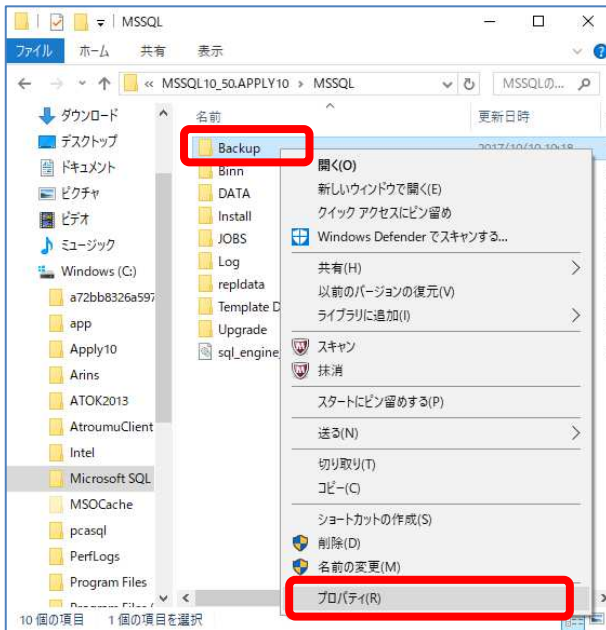 MSSQL
ファイル ホーム 共有 表示
« MSSQL10_50.APPLY10 > MSSQL MSSQLの...
ダウンロード
デスクトップ
ドキュメント
ピクチャ
ビデオ
ミュージック
Windows (C:)
a72bb8326a597
app
Apply10
Arins
ATOK2013
AtroumuClient
Intel
Microsoft SQL
MSOCache
pcasql
PerfLogs
Program Files
名前 更新日時
Backup
Binn
DATA
Install
JOBS
Log
repldata
Template D
Upgrade
sql_engine_
開く(O)
新しいウィンドウで開く(E)
クイック アクセスにピン留め
Windows Defender でスキャンする...
共有(H)
以前のバージョンの復元(V)
ライブラリに追加(I)
スキャン
抹消
スタートにピン留めする(P)
送る(N)
切り取り(T)
コピー(C)
ショートカットの作成(S)
削除(D)
名前の変更(M)
プロパティ(R)
10 個の項目 1 個の項目を選択